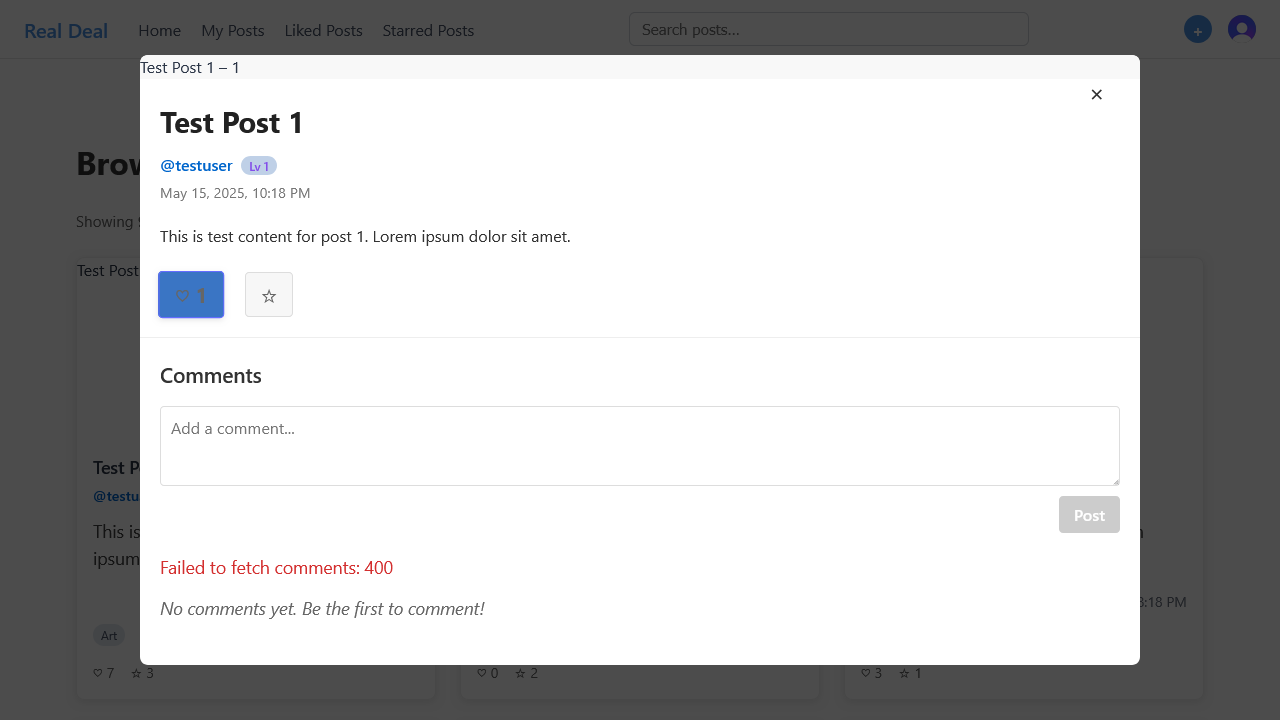 Real Deal
Home My Posts Liked Posts Starred Posts
Search posts...
+
Test Post 1 – 1
×
Test Post 1
@testuser Lv 1
May 15, 2025, 10:18 PM
This is test content for post 1. Lorem ipsum dolor sit amet.
♡ 1 ☆
Comments
Add a comment...
Post
Failed to fetch comments: 400
No comments yet. Be the first to comment!
Showing
Test Post
Test
This is
ipsum
:18 PM
Art
♡ 7 ☆ 3
♡ 0 ☆ 2
♡ 3 ☆ 1